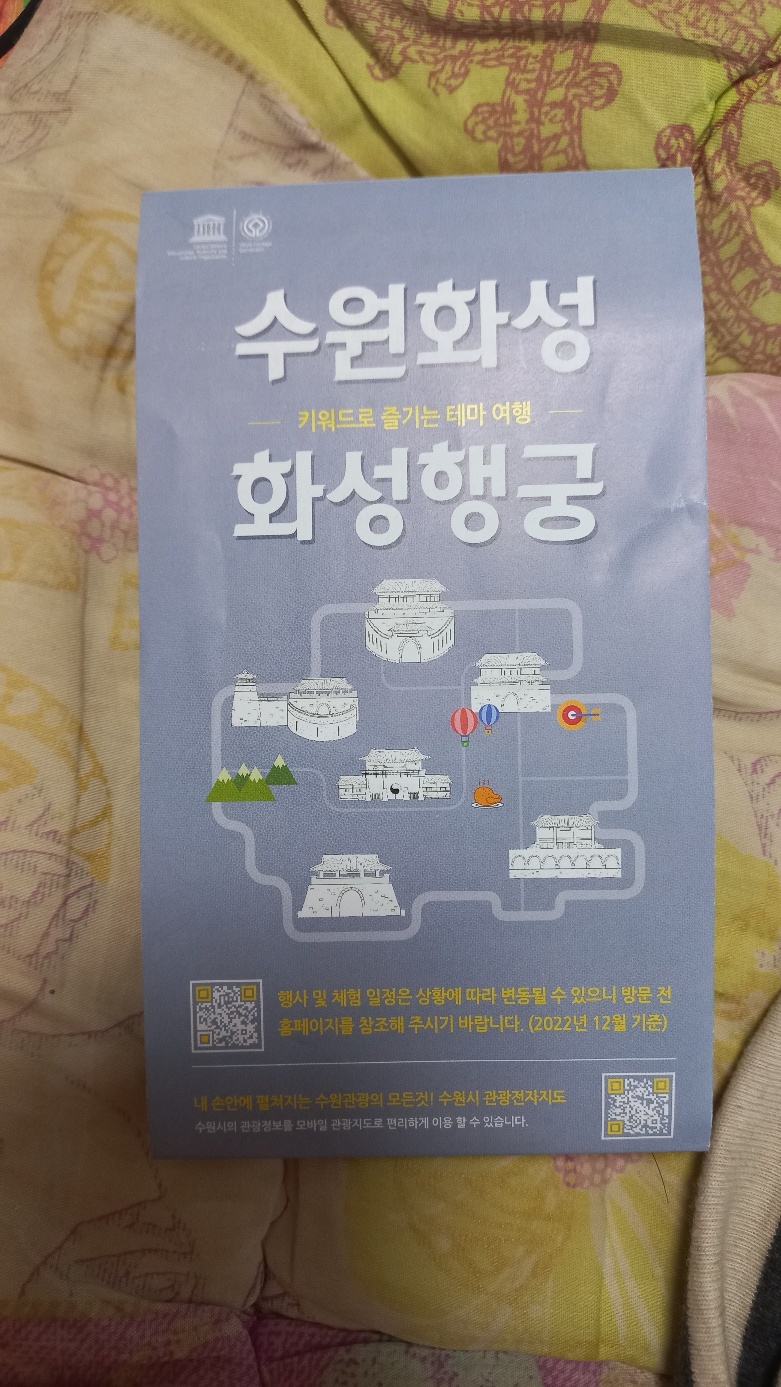 수원화성
키워드로 즐기는 테마 여행
화성행궁
행사 및 체험 일정은 상황에 따라 변동될 수 있으니 방문 전
홈페이지를 참조해 주시기 바랍니다. (2022년 12월 기준)
내 손안에 펼쳐지는 수원관광의 모든것! 수원시 관광전자지도
수원시의 관광정보를 모바일 관광지도로 편리하게 이용 할 수 있습니다.